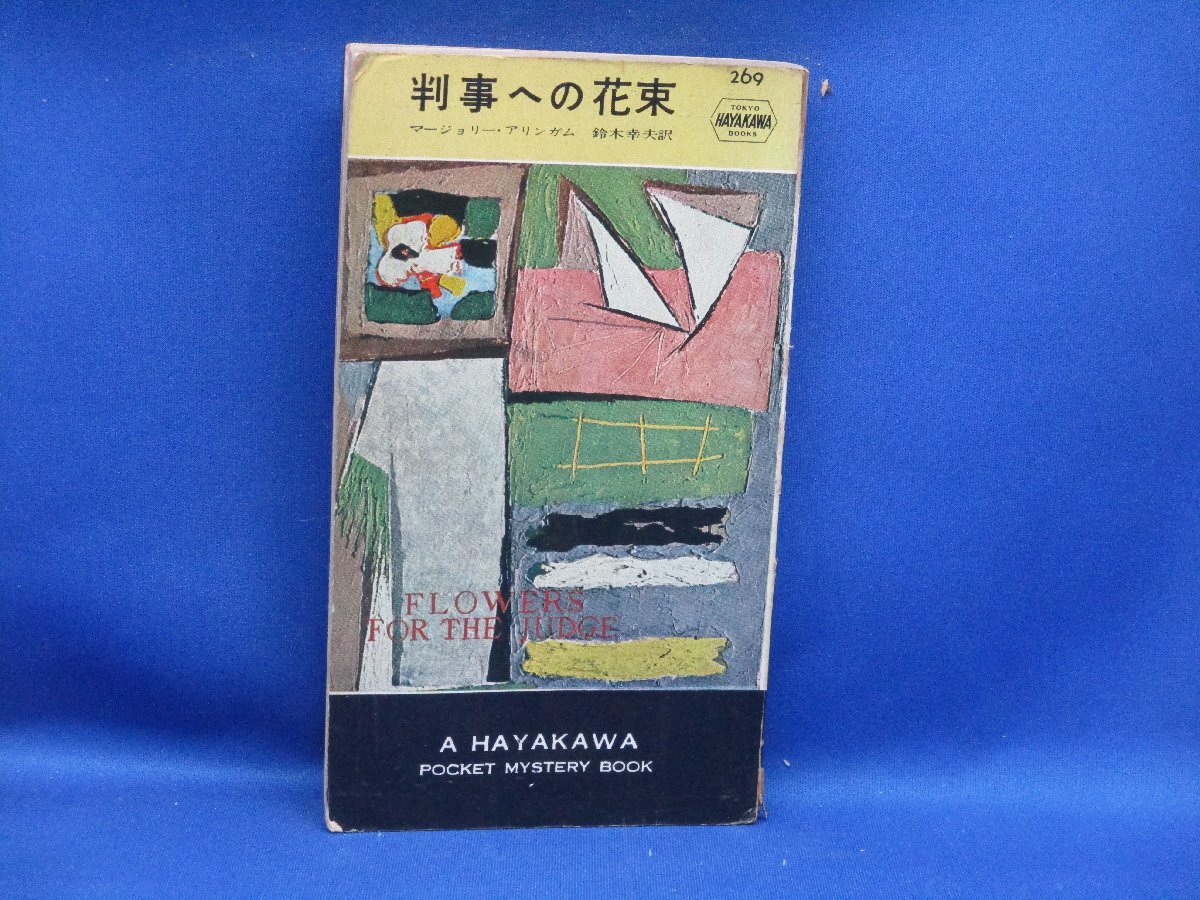 269
判事への花束
マージョリー・アリンガム 鈴木幸夫訳
TOKYO
HAYAKAWA
BOOKS
FLOWERS
FOR THE JUDGE
A HAYAKAWA
POCKET MYSTERY BOOK